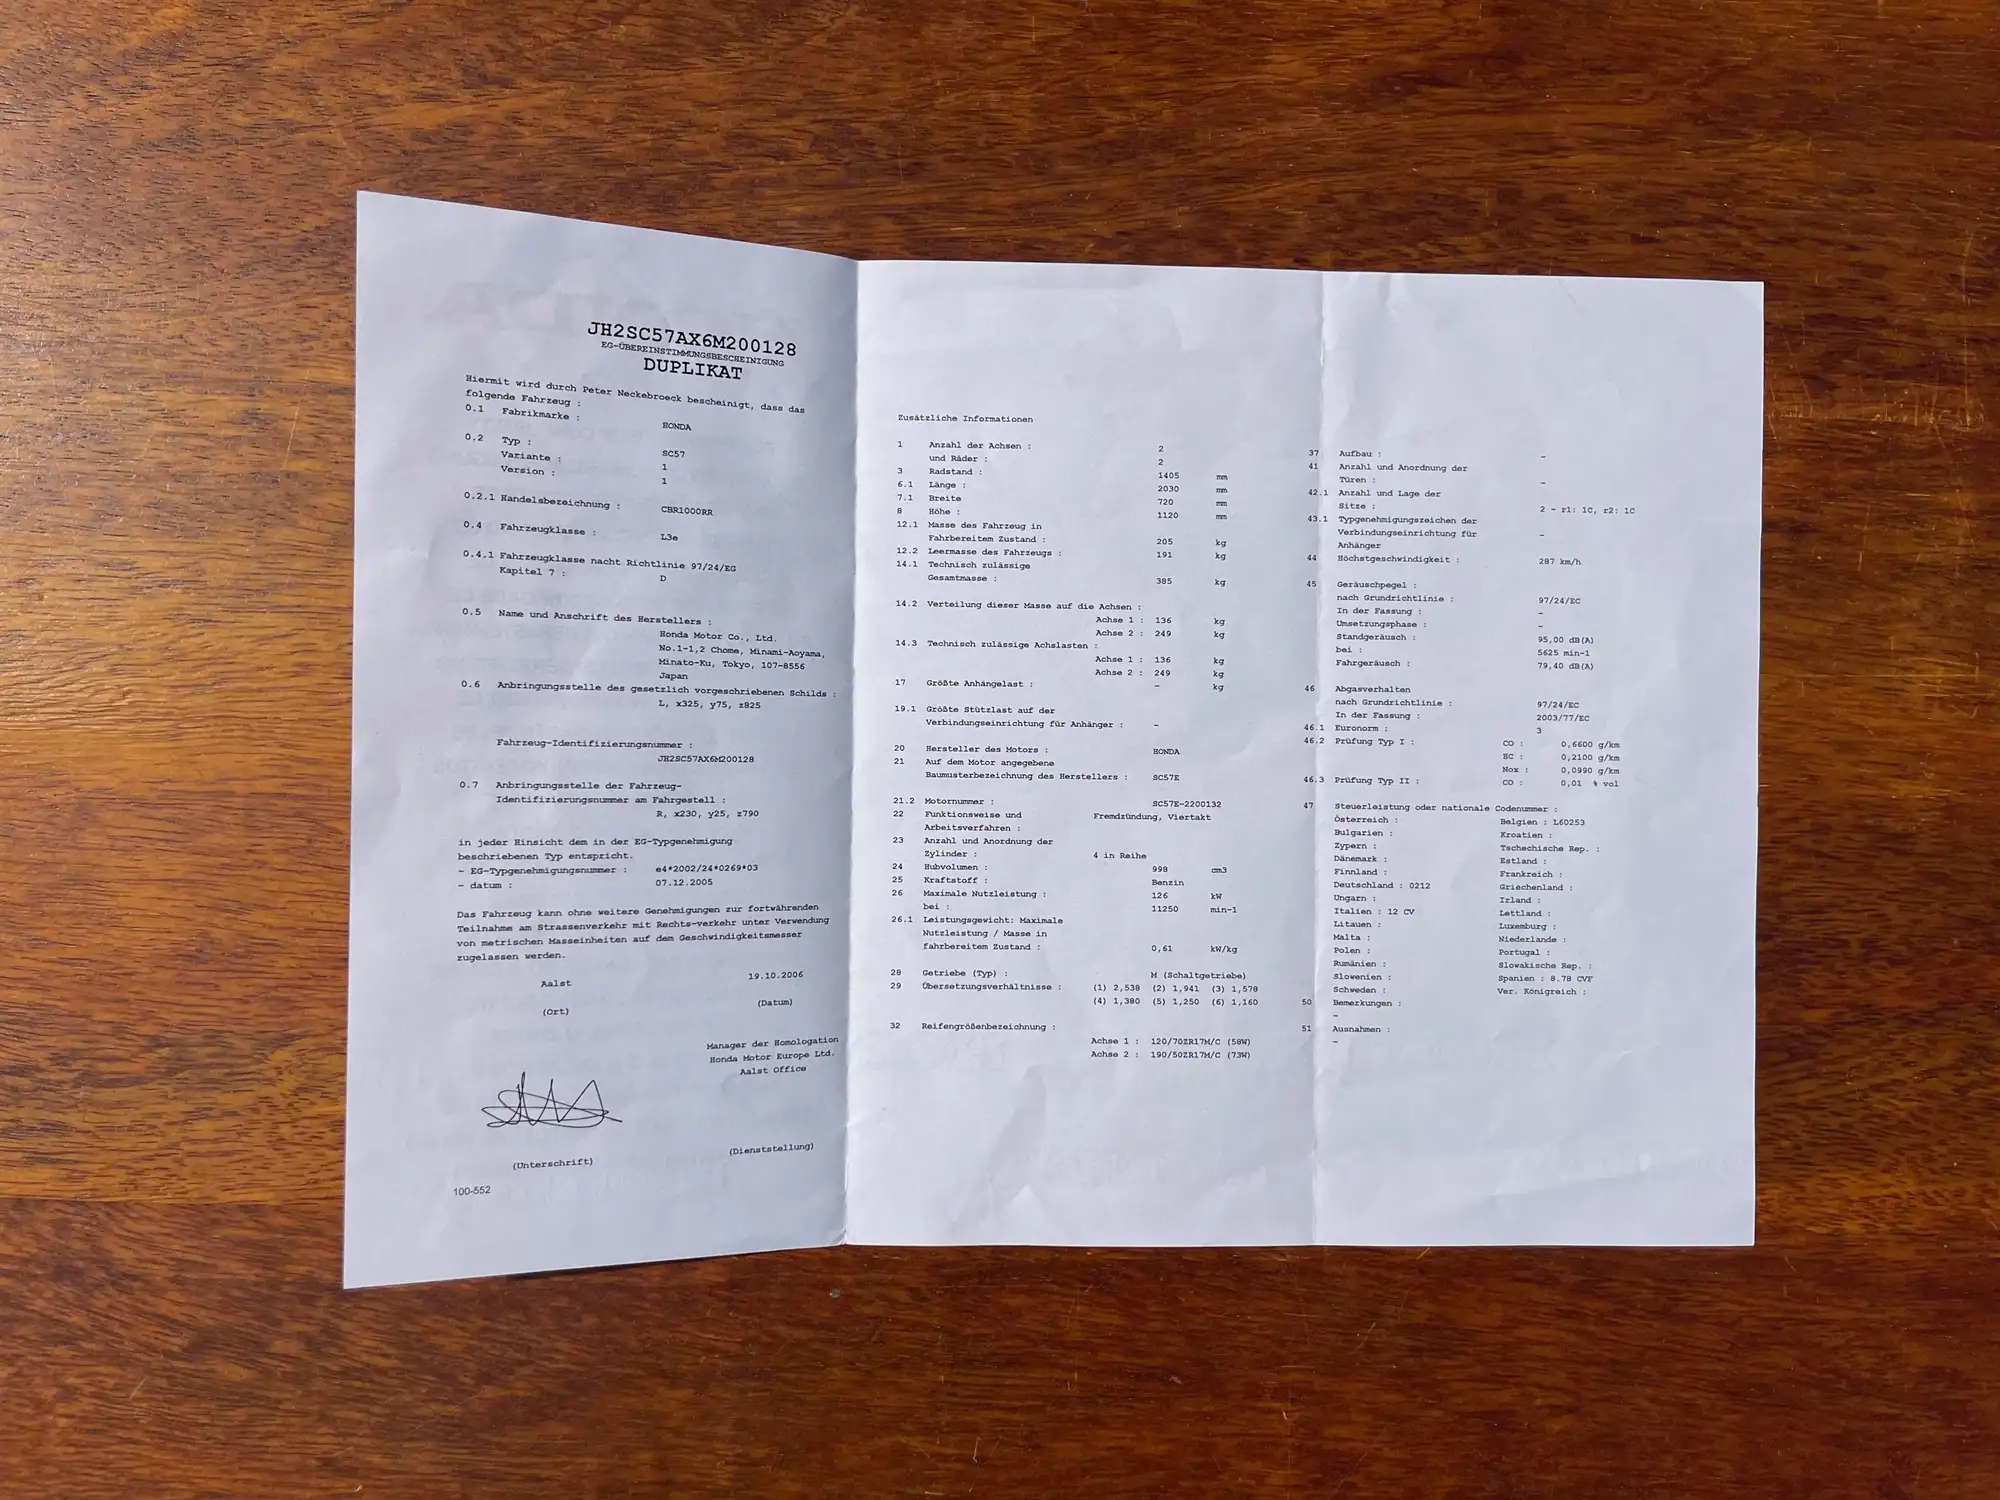 JH2SC57AX6M200128
EG-ÜBEREINSTIMMUNGSBESCHEINIGUNG
DUPLIKAT
Hiermit wird durch Peter Neckebroeck bescheinigt, dass das
folgende Fahrzeug :
0.1 Fabrikmarke :
HONDA
0.2 Typ :
SC57
Variante :
1
Version :
1
0.2.1 Handelsbezeichnung :
CBR1000RR
0.4 Fahrzeugklasse :
L3e
0.4.1 Fahrzeugklasse nacht Richtlinie 97/24/EG
Kapitel 7 :
D
0.5 Name und Anschrift des Herstellers :
Honda Motor Co., Ltd.
No.1-1,2 Chome, Minami-Aoyama,
Minato-Ku, Tokyo, 107-8556
Japan
0.6 Anbringungsstelle des gesetzlich vorgeschriebenen Schilds :
L, x325, y75, z825
Fahrzeug-Identifizierungsnummer :
JH2SC57AX6M200128
0.7 Anbringungsstelle der Fahrzeug-
Identifizierungsnummer am Fahrgestell :
R, x230, y25, z790
in jeder Hinsicht dem in der EG-Typgenehmigung
beschriebenen Typ entspricht.
- EG-Typgenehmigungsnummer : e4*2002/24*0269*03
- datum : 07.12.2005
Das Fahrzeug kann ohne weitere Genehmigungen zur fortwährenden
Teilnahme am Strassenverkehr mit Rechts-verkehr unter Verwendung
von metrischen Masseinheiten auf dem Geschwindigkeitsmesser
zugelassen werden.
Aalst 19.10.2006
(Ort) (Datum)
Manager der Homologation
Honda Motor Europe Ltd.
Aalst Office
(Unterschrift) (Dienststellung)
100-552
Zusätzliche Informationen
1 Anzahl der Achsen : 2
und Räder : 2
3 Radstand : 1405 mm
6.1 Länge : 2030 mm
7.1 Breite 720 mm
8 Höhe : 1120 mm
12.1 Masse des Fahrzeug in
Fahrbereitem Zustand : 205 kg
12.2 Leermasse des Fahrzeugs : 191 kg
14.1 Technisch zulässige
Gesamtmasse : 385 kg
14.2 Verteilung dieser Masse auf die Achsen :
Achse 1 : 136 kg
Achse 2 : 249 kg
14.3 Technisch zulässige Achslasten :
Achse 1 : 136 kg
Achse 2 : 249 kg
17 Größte Anhängelast : - kg
19.1 Größte Stützlast auf der
Verbindungseinrichtung für Anhänger : -
20 Hersteller des Motors : HONDA
21 Auf dem Motor angegebene
Baumusterbezeichnung des Herstellers : SC57E
21.2 Motornummer : SC57E-2200132
22 Funktionsweise und Fremdzündung, Viertakt
Arbeitsverfahren :
23 Anzahl und Anordnung der
Zylinder : 4 in Reihe
24 Hubvolumen : 998 cm3
25 Kraftstoff : Benzin
26 Maximale Nutzleistung : 126 kW
bei : 11250 min-1
26.1 Leistungsgewicht: Maximale
Nutzleistung / Masse in
fahrbereitem Zustand : 0,61 kW/kg
28 Getriebe (Typ) : M (Schaltgetriebe)
29 Übersetzungsverhältnisse : (1) 2,538 (2) 1,941 (3) 1,578
(4) 1,380 (5) 1,250 (6) 1,160
32 Reifengrößenbezeichnung :
Achse 1 : 120/70ZR17M/C (58W)
Achse 2 : 190/50ZR17M/C (73W)
37 Aufbau : -
41 Anzahl und Anordnung der
Türen : -
42.1 Anzahl und Lage der
Sitze : 2 - r1: 1C, r2: 1C
43.1 Typgenehmigungszeichen der
Verbindungseinrichtung für -
Anhänger
44 Höchstgeschwindigkeit : 287 km/h
45 Geräuschpegel :
nach Grundrichtlinie : 97/24/EC
In der Fassung : -
Umsetzungsphase : -
Standgeräusch : 95,00 dB(A)
bei : 5625 min-1
Fahrgeräusch : 79,40 dB(A)
46 Abgasverhalten
nach Grundrichtlinie : 97/24/EC
In der Fassung : 2003/77/EC
46.1 Euronorm : 3
46.2 Prüfung Typ I : CO : 0,6600 g/km
HC : 0,2100 g/km
Nox : 0,0990 g/km
46.3 Prüfung Typ II : CO : 0,01 % vol
47 Steuerleistung oder nationale Codenummer :
Österreich : Belgien : L60253
Bulgarien : Kroatien :
Zypern : Tschechische Rep. :
Dänemark : Estland :
Finnland : Frankreich :
Deutschland : 0212 Griechenland :
Ungarn : Irland :
Italien : 12 CV Lettland :
Litauen : Luxemburg :
Malta : Niederlande :
Polen : Portugal :
Rumänien : Slowakische Rep. :
Slowenien : Spanien : 8.78 CVF
Schweden : Ver. Königreich :
50 Bemerkungen :
-
51 Ausnahmen :
-